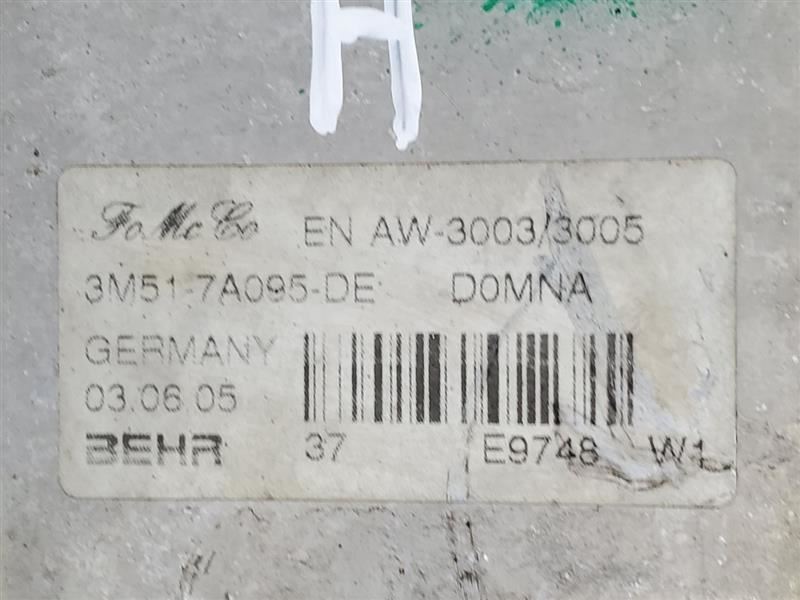 H
FoMoCo EN AW-3003/3005
3M51-7A095-DE D0MNA
GERMANY
03.06.05
BEHR 37 E9748 W1